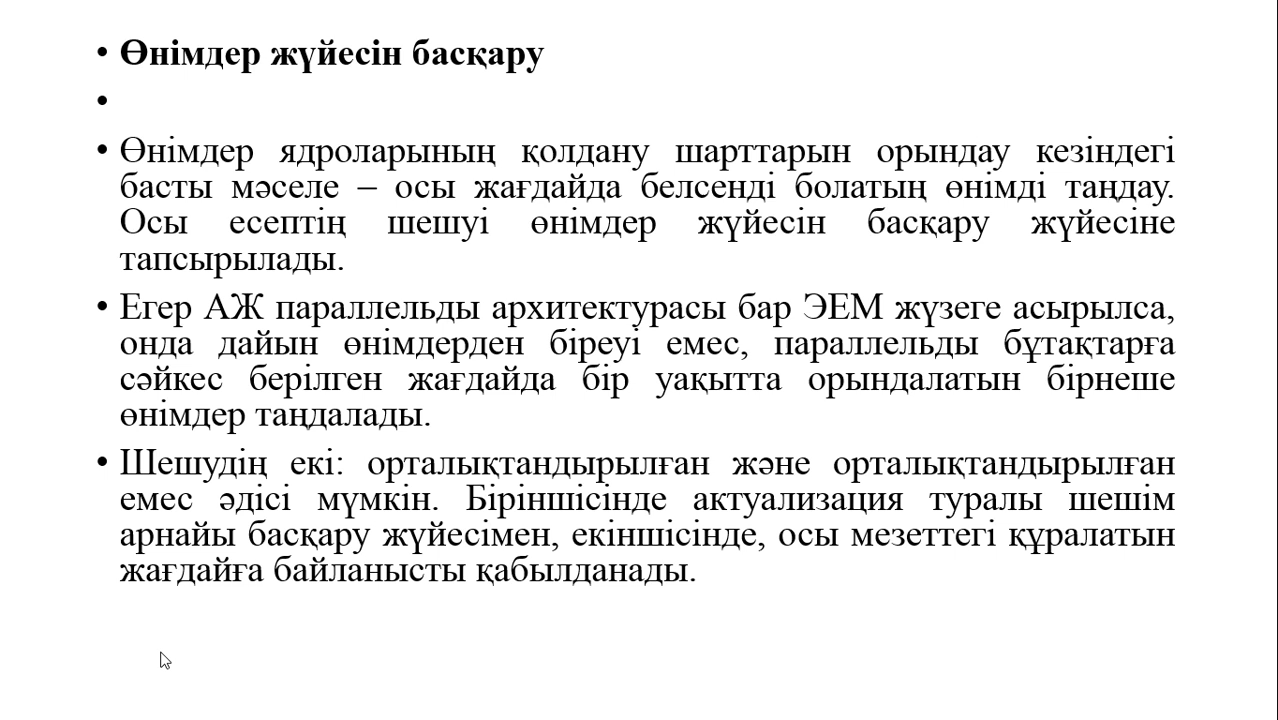 • Өнімдер жүйесін басқару
•
• Өнімдер ядроларының қолдану шарттарын орындау кезіндегі
басты мәселе – осы жағдайда белсенді болатың өнімді таңдау.
Осы есептің шешуі өнімдер жүйесін басқару жүйесіне
тапсырылады.
• Егер АЖ параллельды архитектурасы бар ЭЕМ жүзеге асырылса,
онда дайын өнімдерден біреуі емес, параллельды бұтақтарға
сәйкес берілген жағдайда бір уақытта орындалатын бірнеше
өнімдер таңдалады.
• Шешудің екі: орталықтандырылған және орталықтандырылған
емес әдісі мүмкін. Біріншісінде актуализация туралы шешім
арнайы басқару жүйесімен, екіншісінде, осы мезеттегі құралатын
жағдайға байланысты қабылданады.